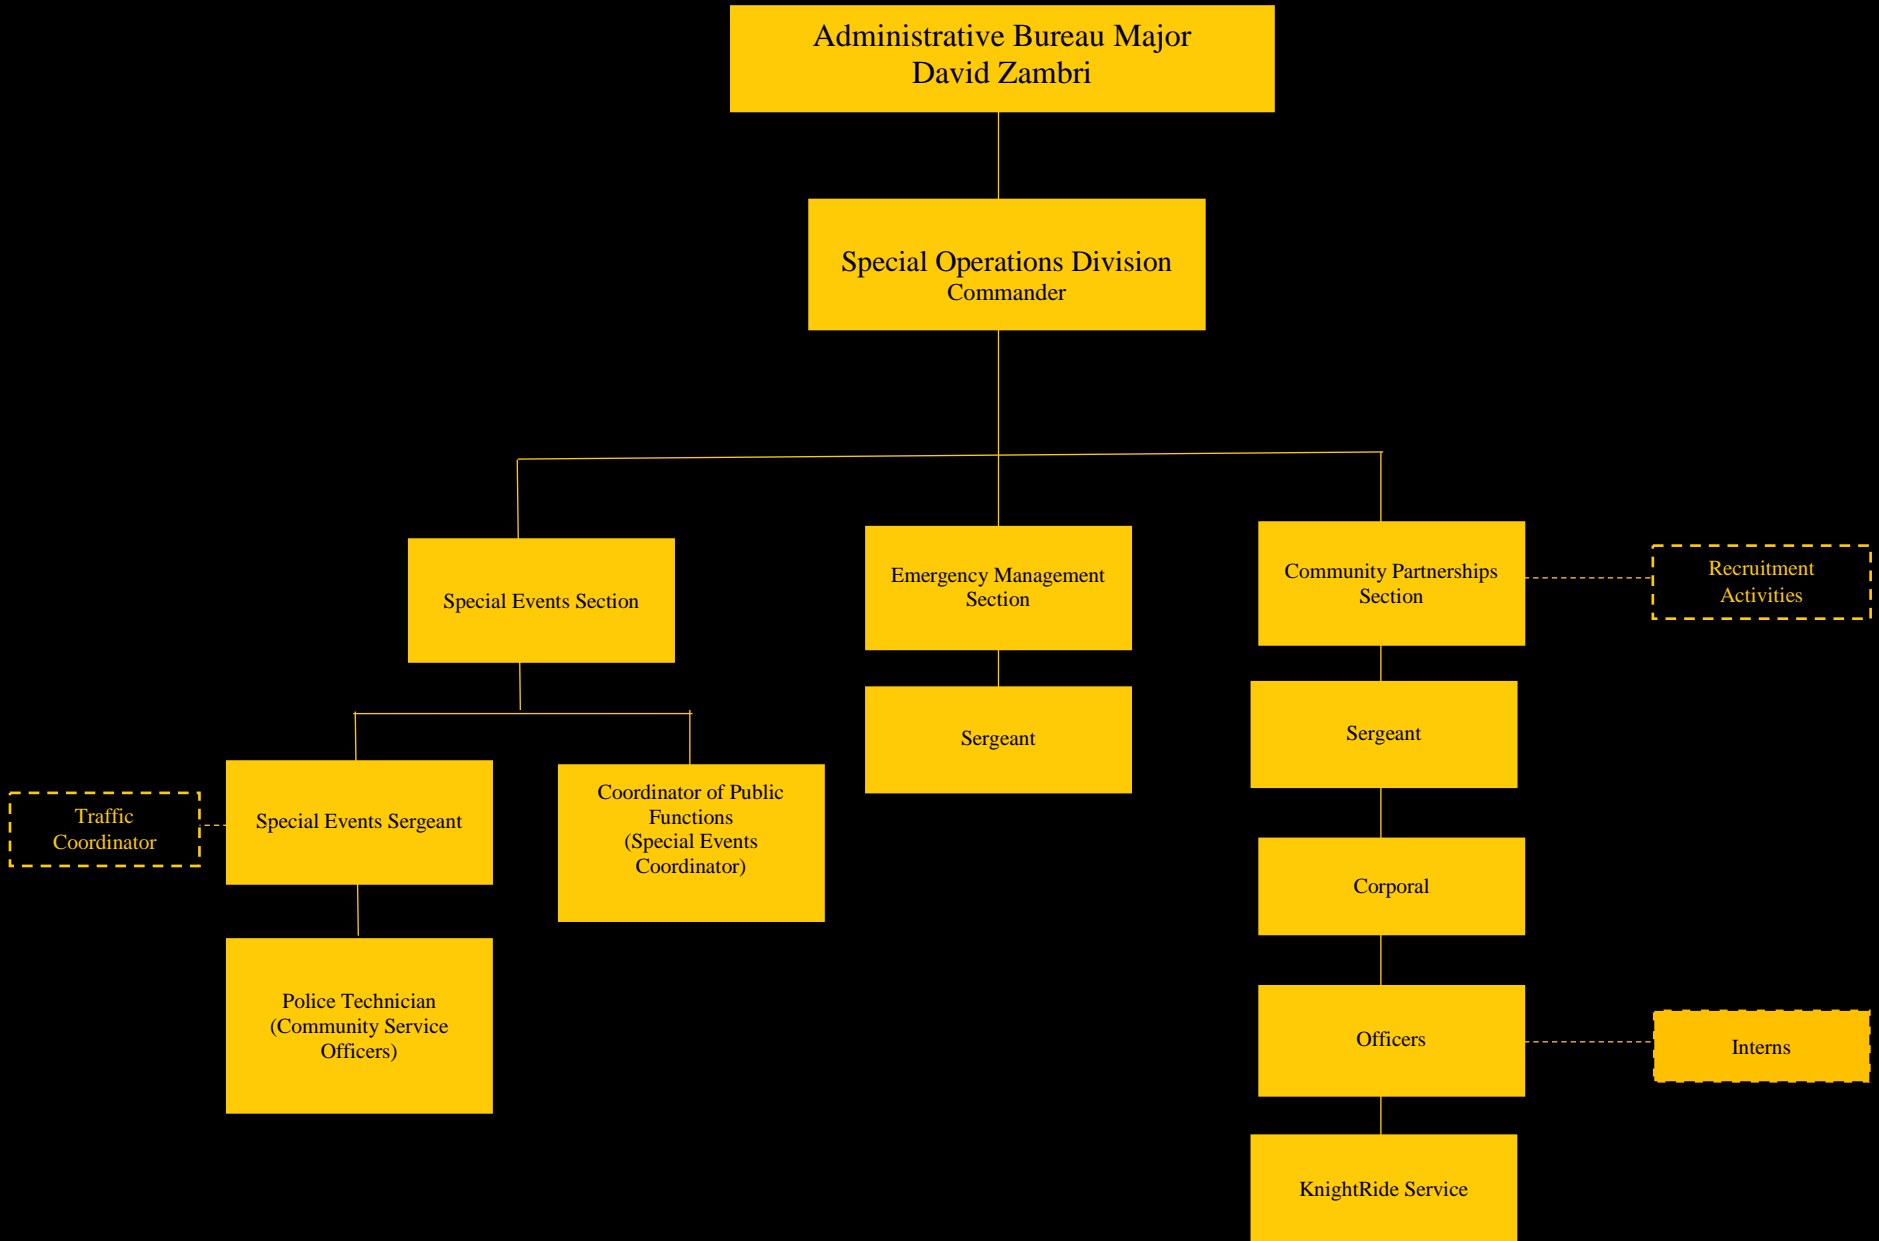 Administrative Bureau Major
David Zambri
Special Operations Division
Commander
Special Events Section
Emergency Management
Section
Community Partnerships
Section
Recruitment
Activities
Sergeant
Sergeant
Traffic
Coordinator
Special Events Sergeant
Coordinator of Public
Functions
(Special Events
Coordinator)
Corporal
Police Technician
(Community Service
Officers)
Officers
Interns
KnightRide Service